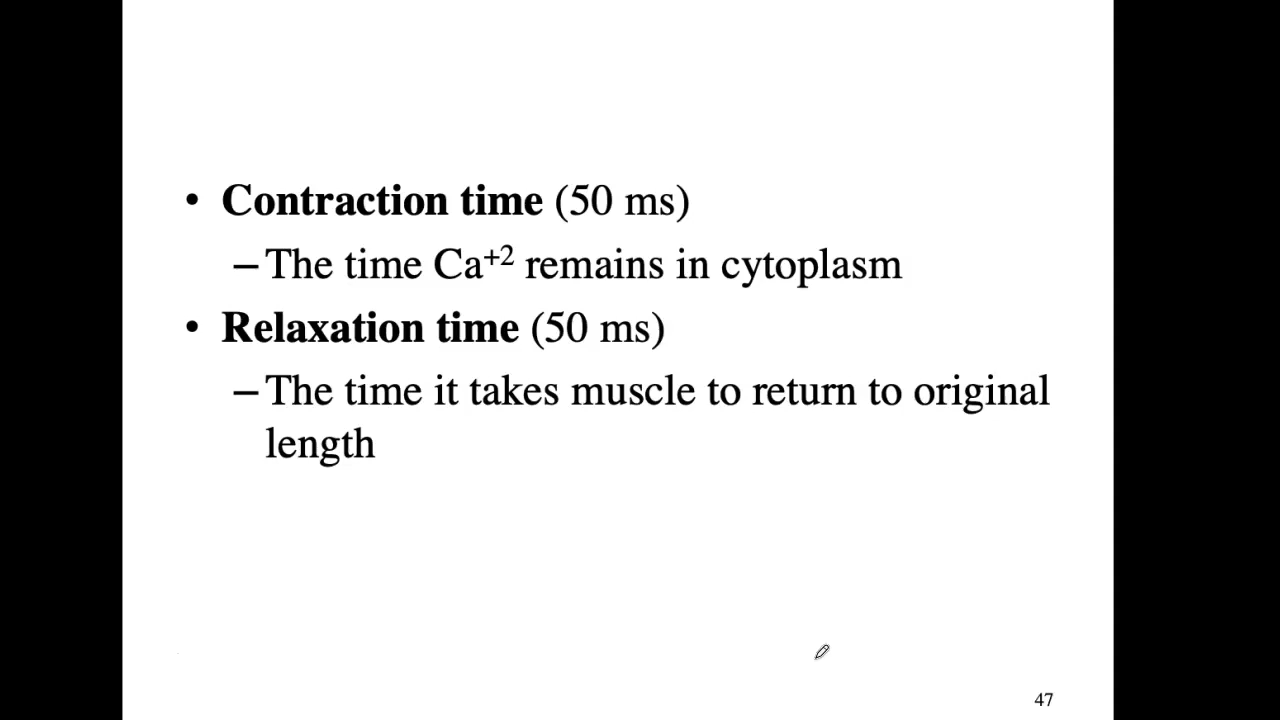 • Contraction time (50 ms)
–The time Ca⁺² remains in cytoplasm
• Relaxation time (50 ms)
–The time it takes muscle to return to original
length
47